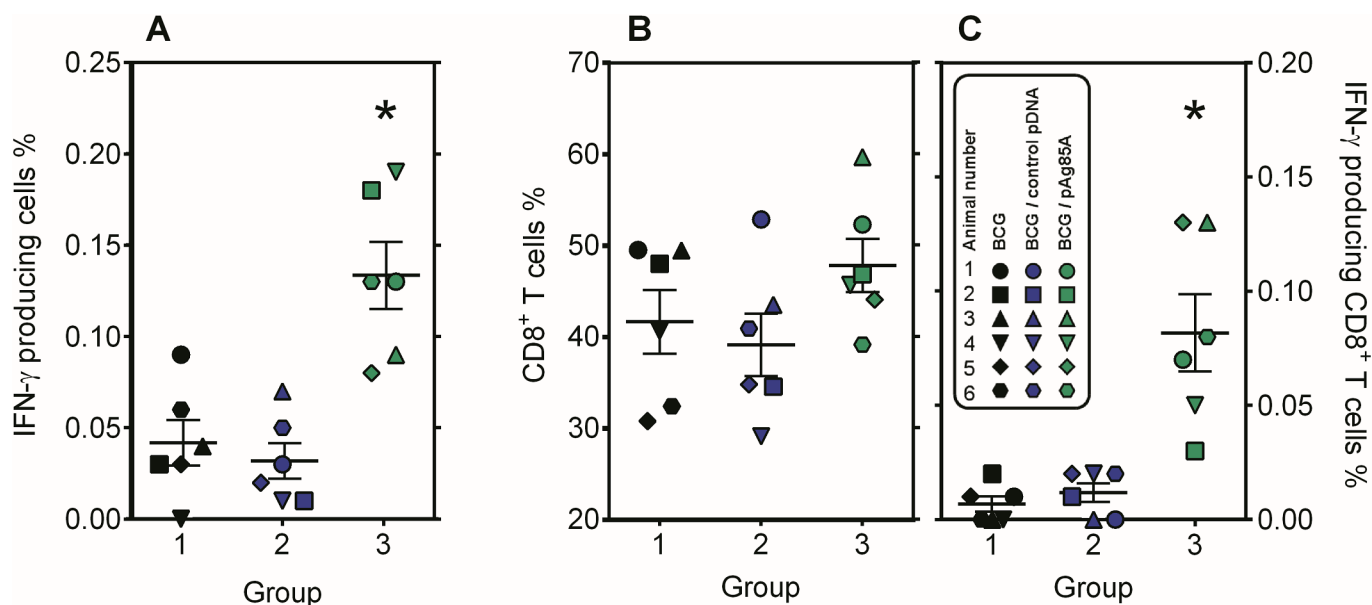 A
IFN-γ producing cells %
0.25
0.20
0.15
0.10
0.05
0.00
*
1 2 3
Group
B
CD8⁺ T cells %
70
60
50
40
30
20
1 2 3
Group
C
Animal number
BCG
BCG / control pDNA
BCG / pAg85A
1
2
3
4
5
6
*
0.20
0.15
0.10
0.05
0.00
IFN-γ producing CD8⁺ T cells %
1 2 3
Group